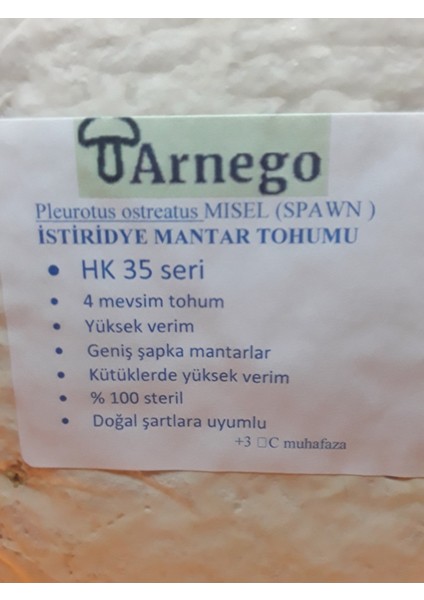 Arnego
Pleurotus ostreatus MISEL (SPAWN )
İSTİRİDYE MANTAR TOHUMU
• HK 35 seri
• 4 mevsim tohum
• Yüksek verim
• Geniş şapka mantarlar
• Kütüklerde yüksek verim
• % 100 steril
• Doğal şartlara uyumlu
+3 □C muhafaza